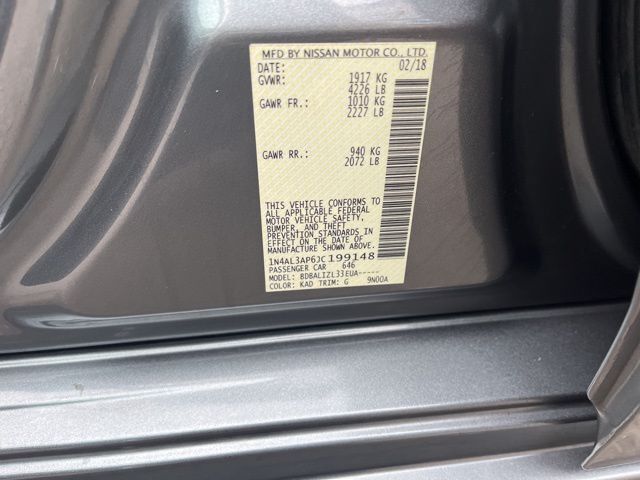 MFD BY NISSAN MOTOR CO., LTD.
DATE: 02/18
GVWR: 1917 KG
4226 LB
GAWR FR.: 1010 KG
2227 LB
GAWR RR.: 940 KG
2072 LB
THIS VEHICLE CONFORMS TO
ALL APPLICABLE FEDERAL
MOTOR VEHICLE SAFETY,
BUMPER, AND THEFT
PREVENTION STANDARDS IN
EFFECT ON THE DATE OF
MANUFACTURE SHOWN ABOVE.
1N4AL3AP6JC199148
PASSENGER CAR 646
MODEL: BDBALIZL33EUA-----
COLOR: KAD TRIM: G 9N00A